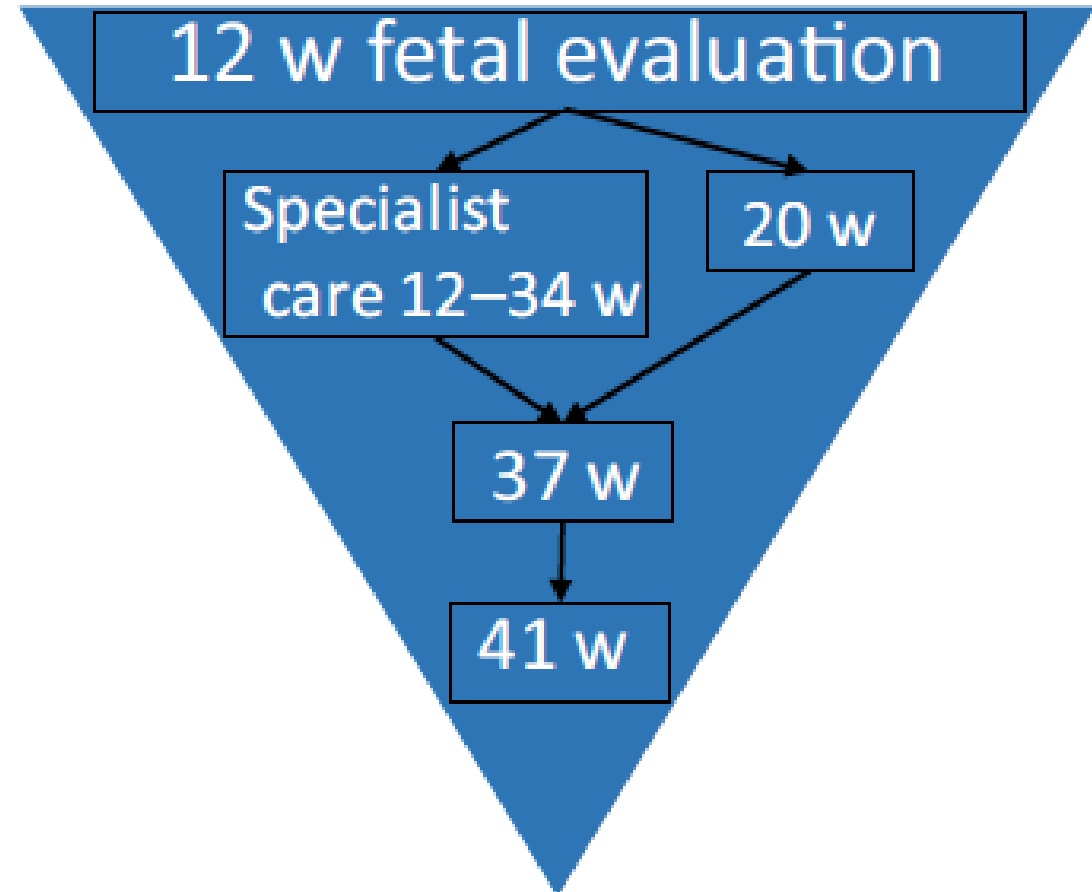 12 w fetal evaluation
Specialist
care 12–34 w
20 w
37 w
41 w